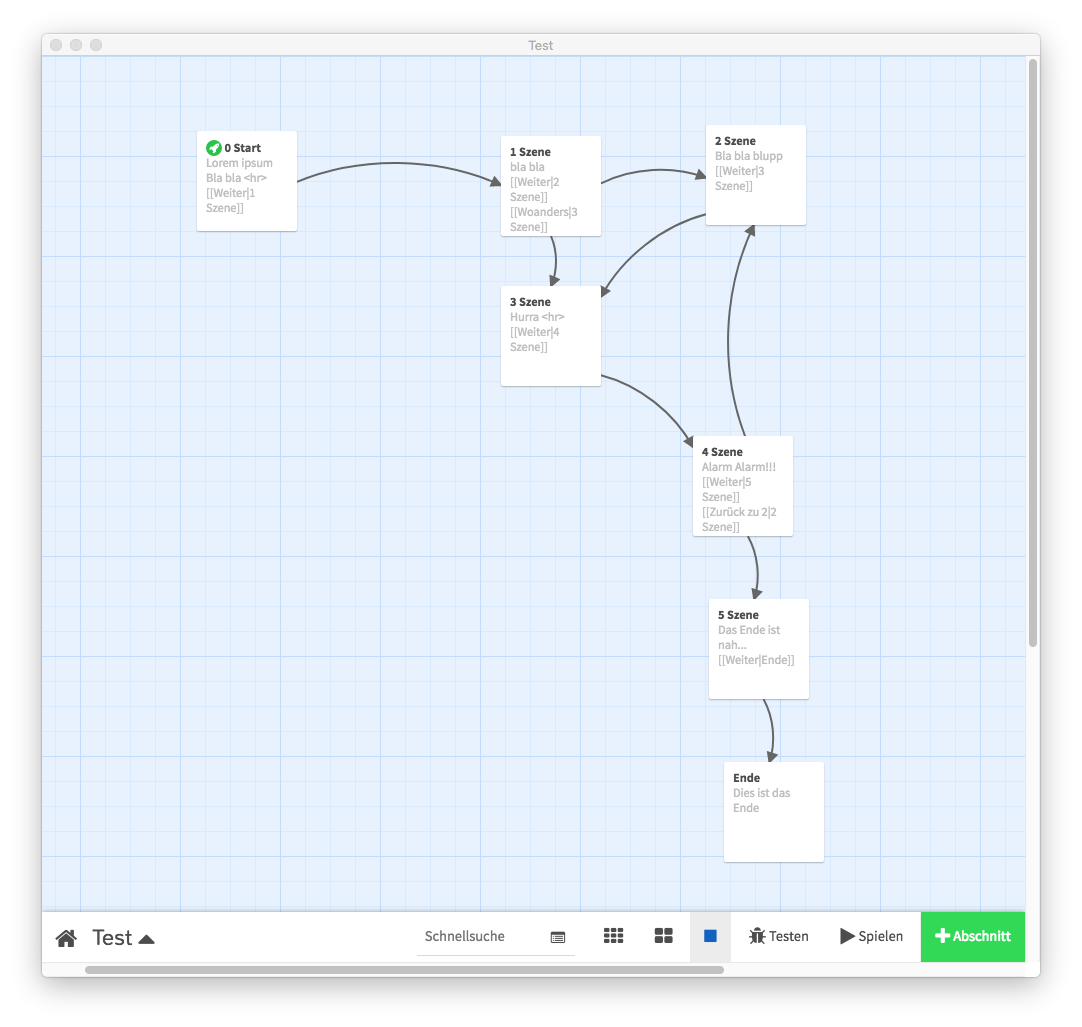 Test
0 Start
Lorem ipsum
Bla bla <hr>
[[Weiter|1
Szene]]
1 Szene
bla bla
[[Weiter|2
Szene]]
[[Woanders|3
Szene]]
2 Szene
Bla bla blupp
[[Weiter|3
Szene]]
3 Szene
Hurra <hr>
[[Weiter|4
Szene]]
4 Szene
Alarm Alarm!!!
[[Weiter|5
Szene]]
[[Zurück zu 2|2
Szene]]
5 Szene
Das Ende ist
nah...
[[Weiter|Ende]]
Ende
Dies ist das
Ende
Test
Schnellsuche
Testen
Spielen
Abschnitt